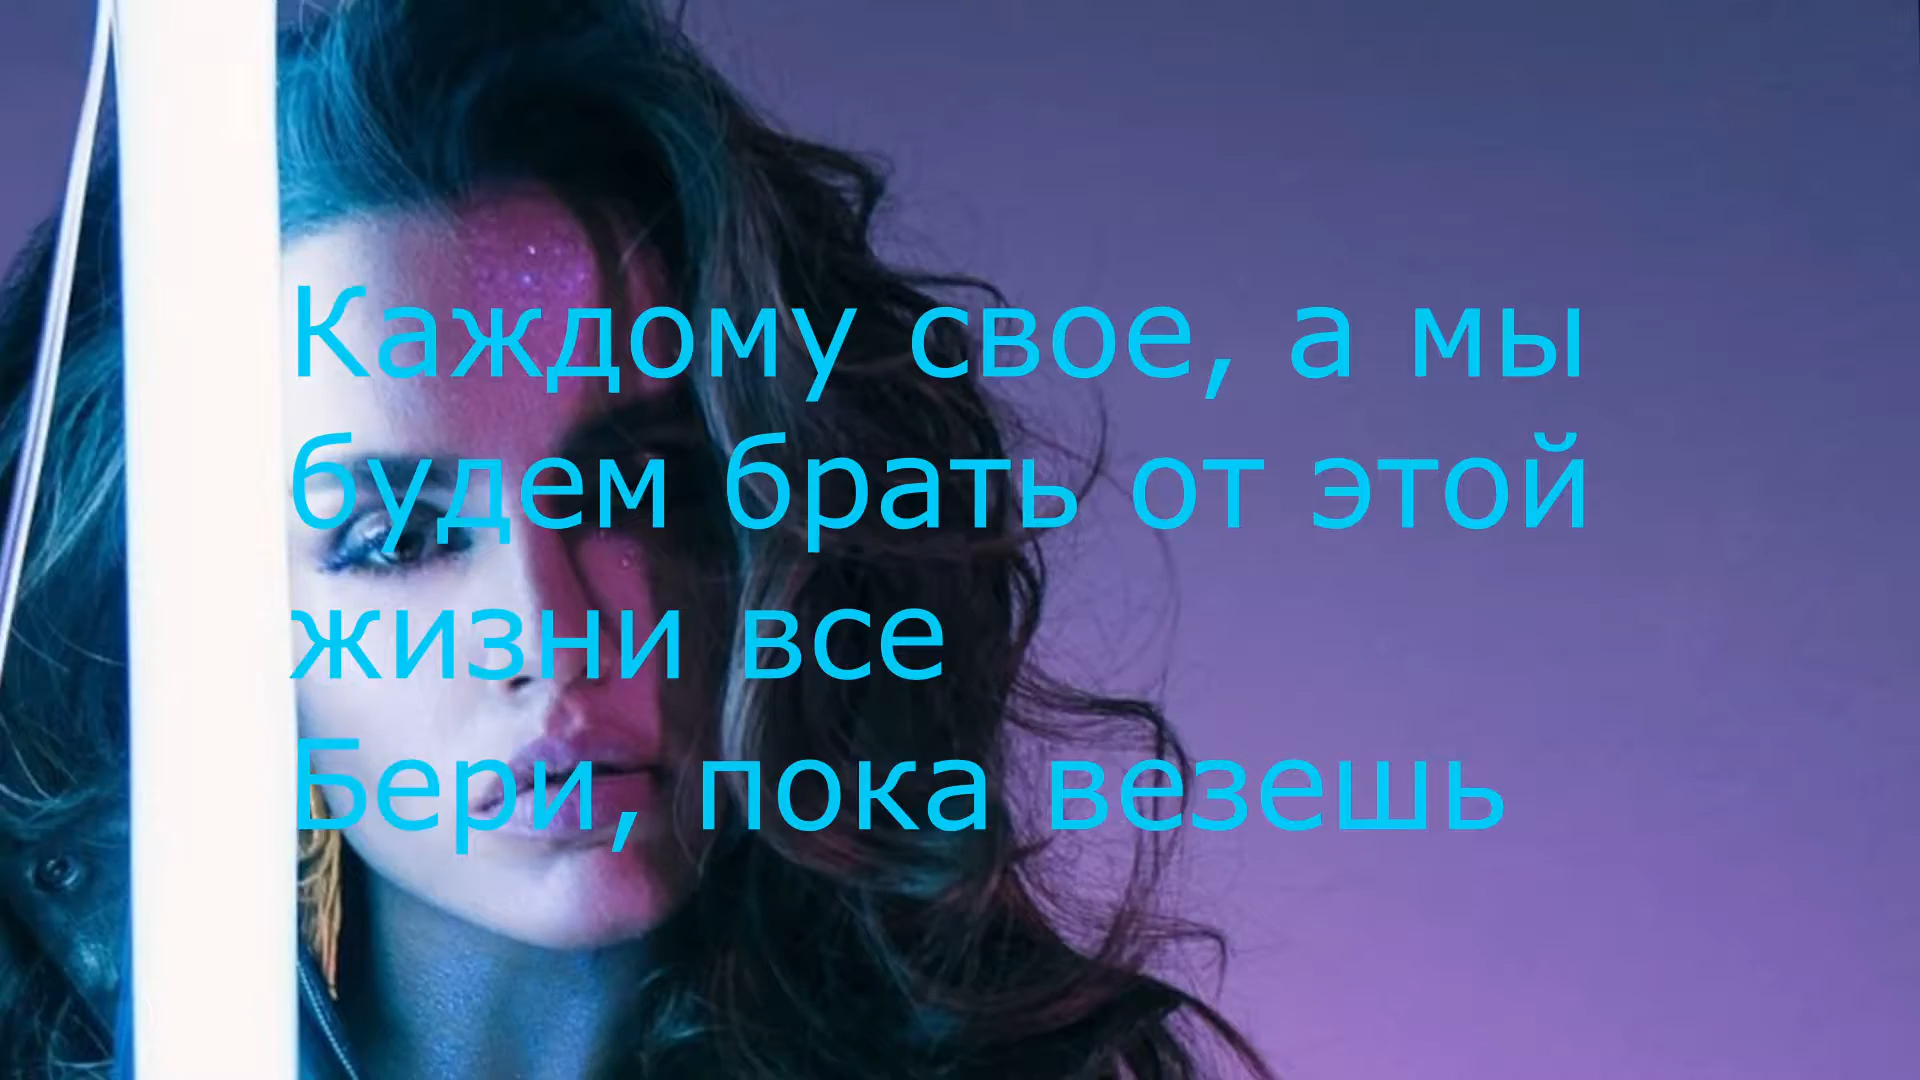 Каждому свое, а мы
будем брать от этой
жизни все
Бери, пока везешь